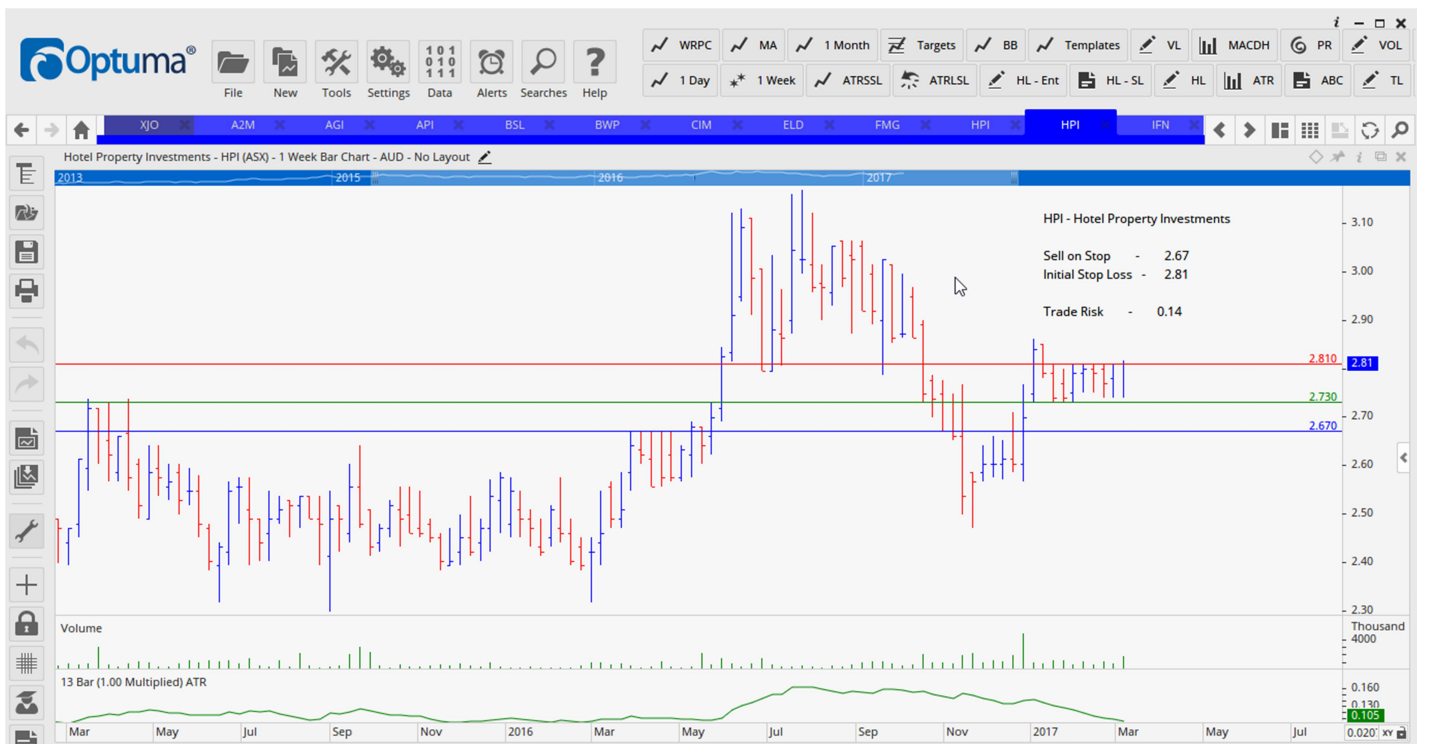 i
Optuma®
File
New
Tools
Settings
Data
Alerts
Searches
Help
101
010
111
WRPC
MA
1 Month
Targets
BB
Templates
VL
MACDH
PR
VOL
1 Day
1 Week
ATRSSL
ATRLSL
HL - Ent
HL - SL
HL
ATR
ABC
TL
XJO
A2M
AGI
API
BSL
BWP
CIM
ELD
FMG
HPI
HPI
IFN
Hotel Property Investments - HPI (ASX) - 1 Week Bar Chart - AUD - No Layout
2013
2015
2016
2017
HPI - Hotel Property Investments
Sell on Stop - 2.67
Initial Stop Loss - 2.81
Trade Risk - 0.14
3.10
3.00
2.90
2.810
2.81
2.730
2.70
2.670
2.60
2.50
2.40
2.30
Volume
Thousand
4000
13 Bar (1.00 Multiplied) ATR
0.160
0.130
0.105
Mar
May
Jul
Sep
Nov
2016
Mar
May
Jul
Sep
Nov
2017
Mar
May
Jul
XY